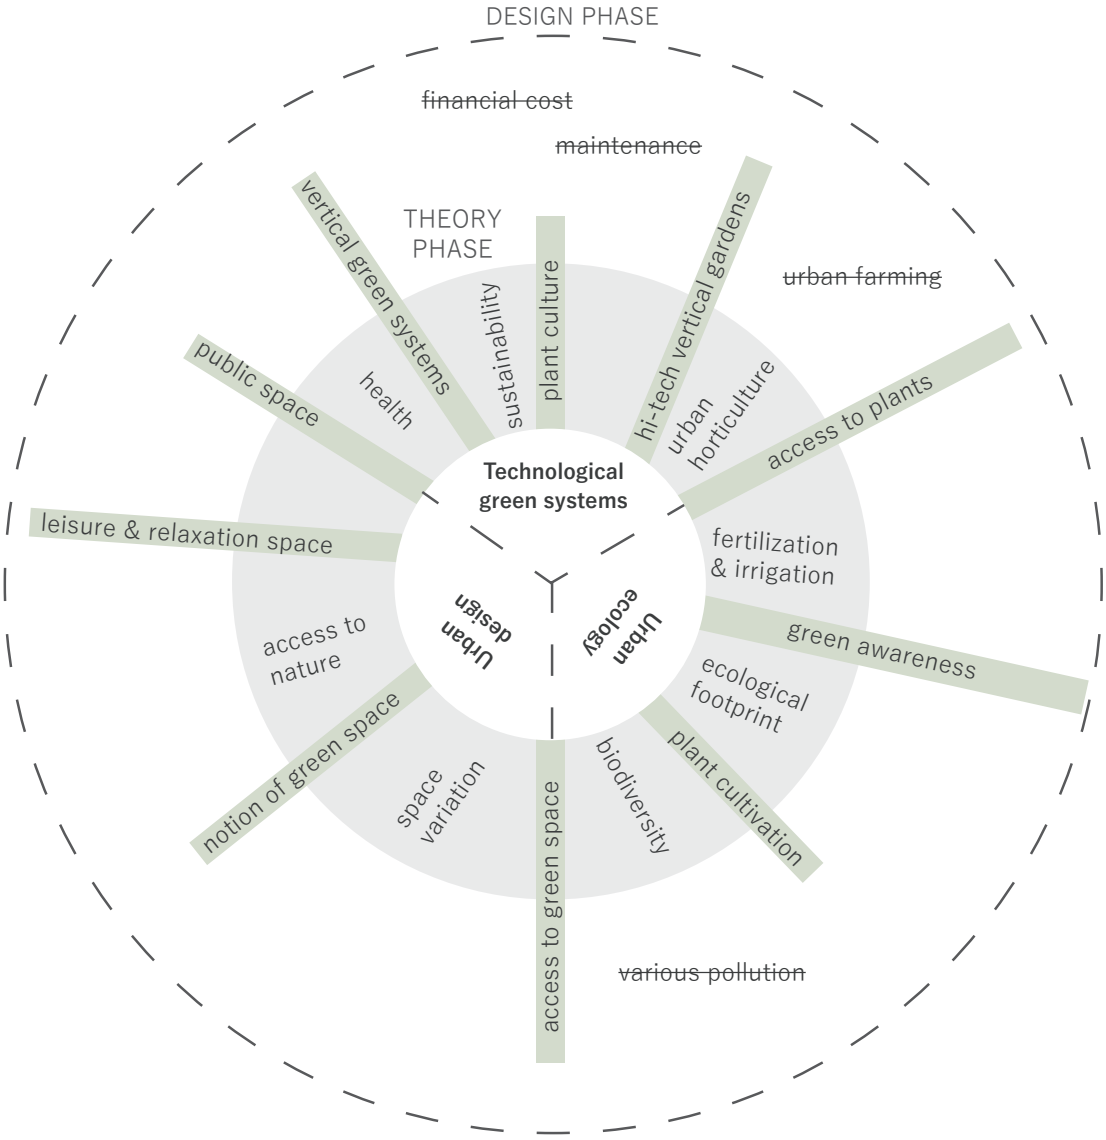 DESIGN PHASE
financial cost
maintenance
vertical green systems
THEORY
PHASE
sustainability
plant culture
hi-tech vertical gardens
urban farming
public space
health
urban
horticulture
access to plants
leisure & relaxation space
Technological
green systems
fertilization
& irrigation
Urban
design
Urban
ecology
green awareness
access to
nature
ecological
footprint
notion of green space
space
variation
access to green space
biodiversity
plant cultivation
various pollution